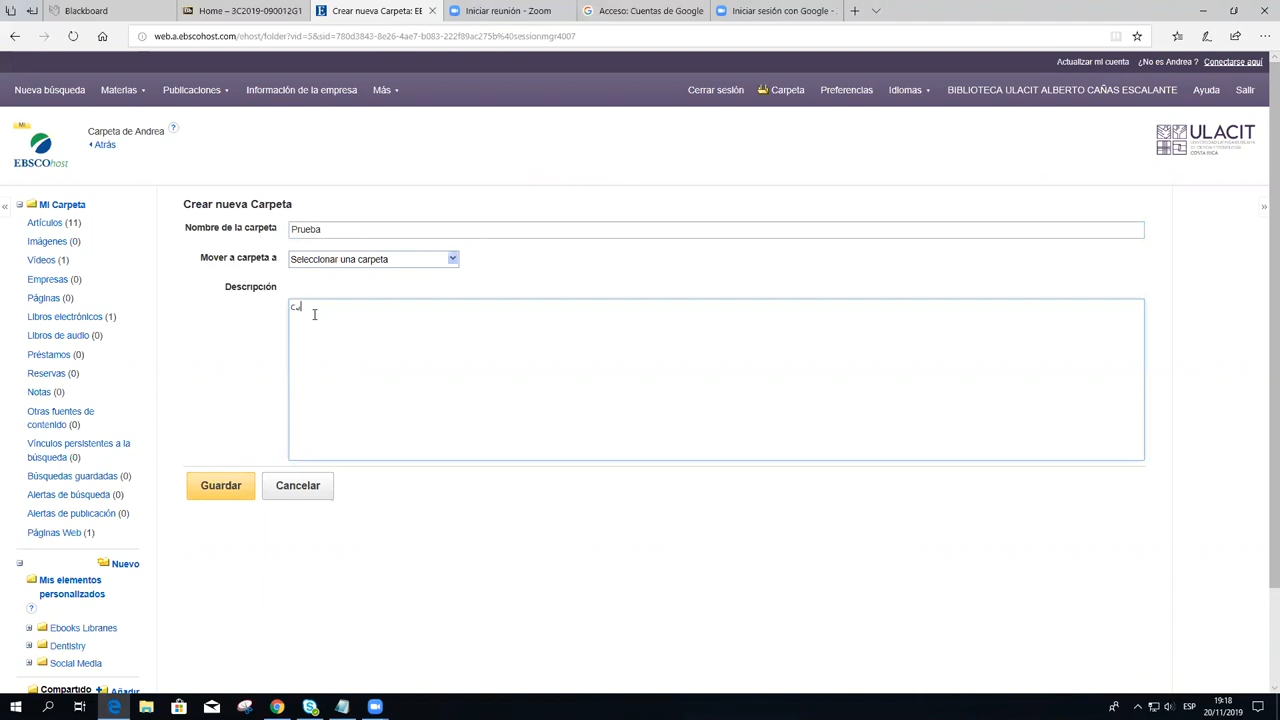 Blackboard
Home – 3C2019-090012G1
Crear nueva Carpeta: EE
Iniciar reunión - Zoom
Acceso: Cuentas de Google
Iniciar sesión con Google -
web.a.ebscohost.com/ehost/folder?vid=5&sid=780d3843-8e26-4ae7-b083-222f89ac275b%40sessionmgr4007
Actualizar mi cuenta ¿No es Andrea ? Conectarse aquí
Nueva búsqueda Materias Publicaciones Información de la empresa Más Cerrar sesión Carpeta Preferencias Idiomas BIBLIOTECA ULACIT ALBERTO CAÑAS ESCALANTE Ayuda Salir
MI
EBSCOhost
Carpeta de Andrea ?
Atrás
ULACIT
COSTA RICA
Mi Carpeta
Artículos (11)
Imágenes (0)
Vídeos (1)
Empresas (0)
Páginas (0)
Libros electrónicos (1)
Libros de audio (0)
Préstamos (0)
Reservas (0)
Notas (0)
Otras fuentes de
contenido (0)
Vínculos persistentes a la
búsqueda (0)
Búsquedas guardadas (0)
Alertas de búsqueda (0)
Alertas de publicación (0)
Páginas Web (1)
Nuevo
Mis elementos
personalizados
?
Ebooks Libranes
Dentistry
Social Media
Compartido
Añadir
Crear nueva Carpeta
Nombre de la carpeta Prueba
Mover a carpeta a Seleccionar una carpeta
Descripción
Guardar Cancelar
ESP
19:18
20/11/2019